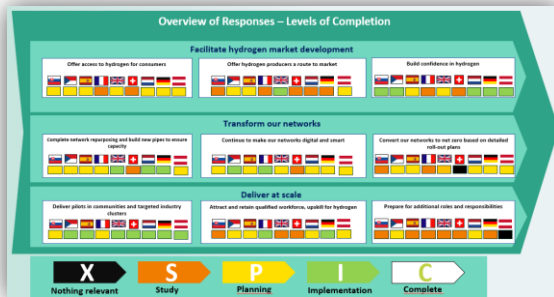 Overview of Responses – Levels of Completion
Facilitate hydrogen market development
Offer access to hydrogen for consumers
Offer hydrogen producers a route to market
Build confidence in hydrogen
Transform our networks
Complete network repurposing and build new pipes to ensure
capacity
Continue to make our networks digital and smart
Convert our networks to net zero based on detailed
roll-out plans
Deliver at scale
Deliver pilots in communities and targeted industry
clusters
Attract and retain qualified workforce, upskill for hydrogen
Prepare for additional roles and responsibilities
X
S
P
I
C
Nothing relevant
Study
Planning
Implementation
Complete